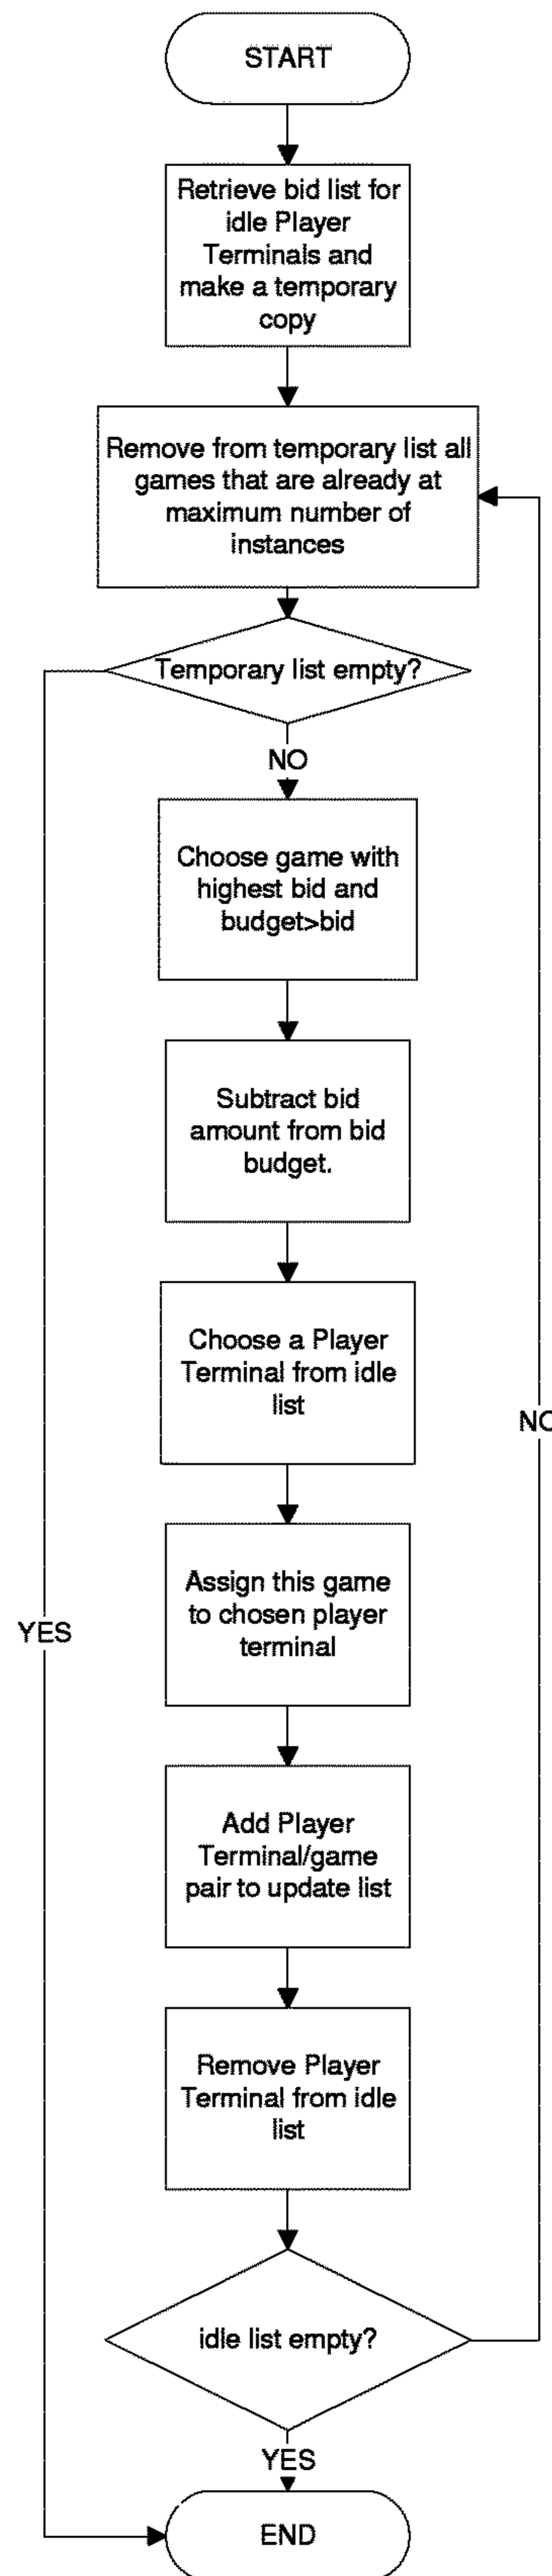 START
Retrieve bid list for
idle Player
Terminals and
make a temporary
copy
Remove from temporary list all
games that are already at
maximum number of
instances
Temporary list empty?
NO
Choose game with
highest bid and
budget>bid
Subtract bid
amount from bid
budget.
Choose a Player
Terminal from idle
list
NO
Assign this game
to chosen player
terminal
YES
Add Player
Terminal/game
pair to update list
Remove Player
Terminal from idle
list
idle list empty?
YES
END